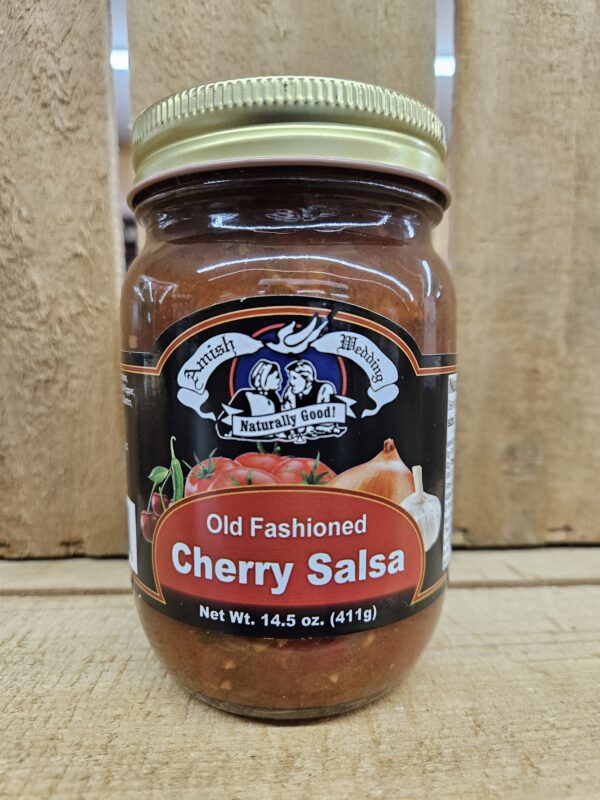 Amish Wedding
Naturally Good!
Old Fashioned
Cherry Salsa
Net Wt. 14.5 oz. (411g)